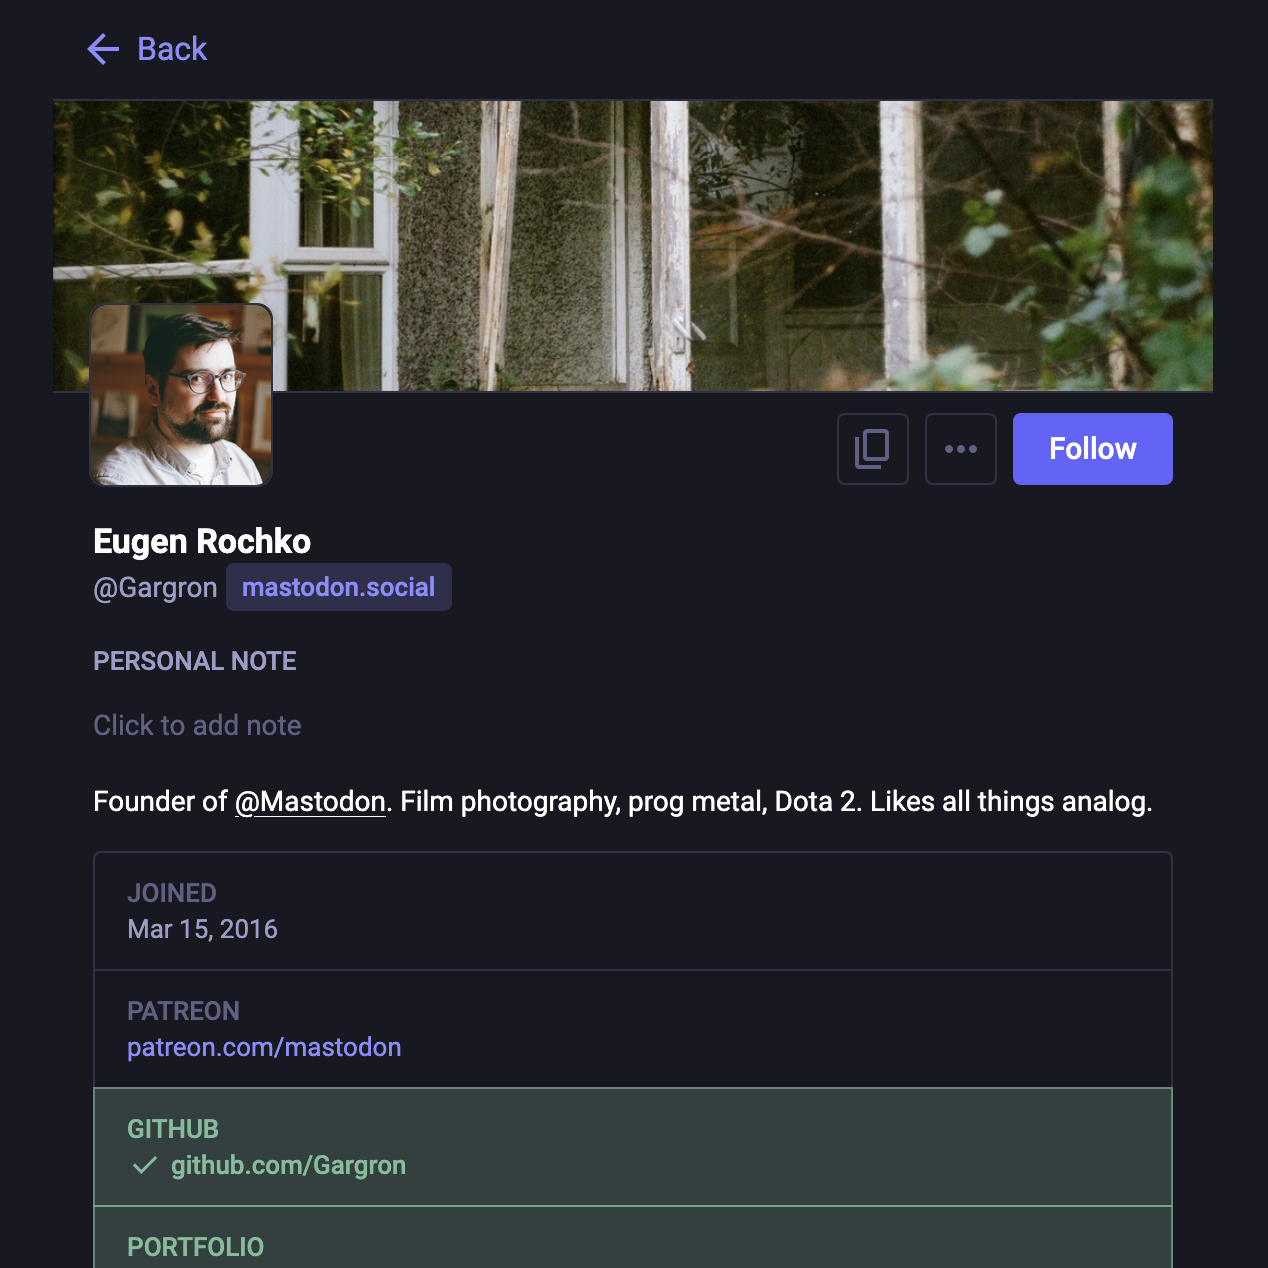 Back
Follow
Eugen Rochko
@Gargron mastodon.social
PERSONAL NOTE
Click to add note
Founder of @Mastodon. Film photography, prog metal, Dota 2. Likes all things analog.
JOINED
Mar 15, 2016
PATREON
patreon.com/mastodon
GITHUB
github.com/Gargron
PORTFOLIO